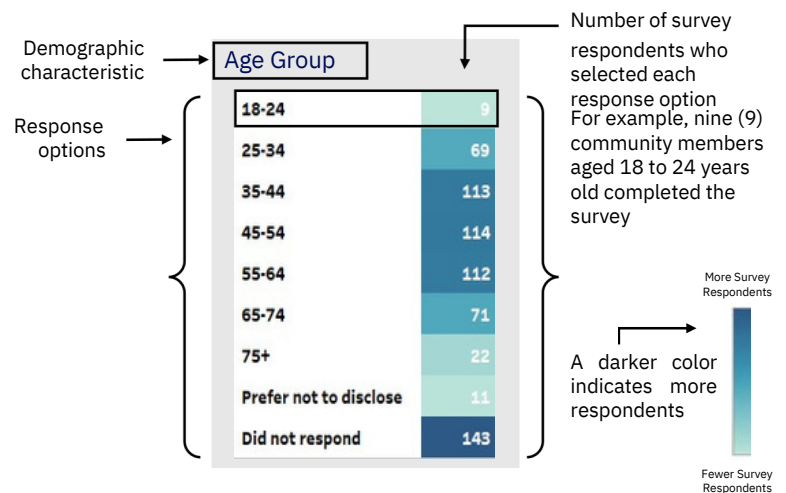 Demographic
characteristic
Age Group
Number of survey
respondents who
selected each
response option
For example, nine (9)
community members
aged 18 to 24 years
old completed the
survey
Response
options
18-24 9
25-34 69
35-44 113
45-54 114
55-64 112
65-74 71
75+ 22
Prefer not to disclose 11
Did not respond 143
More Survey
Respondents
A darker color
indicates more
respondents
Fewer Survey
Respondents